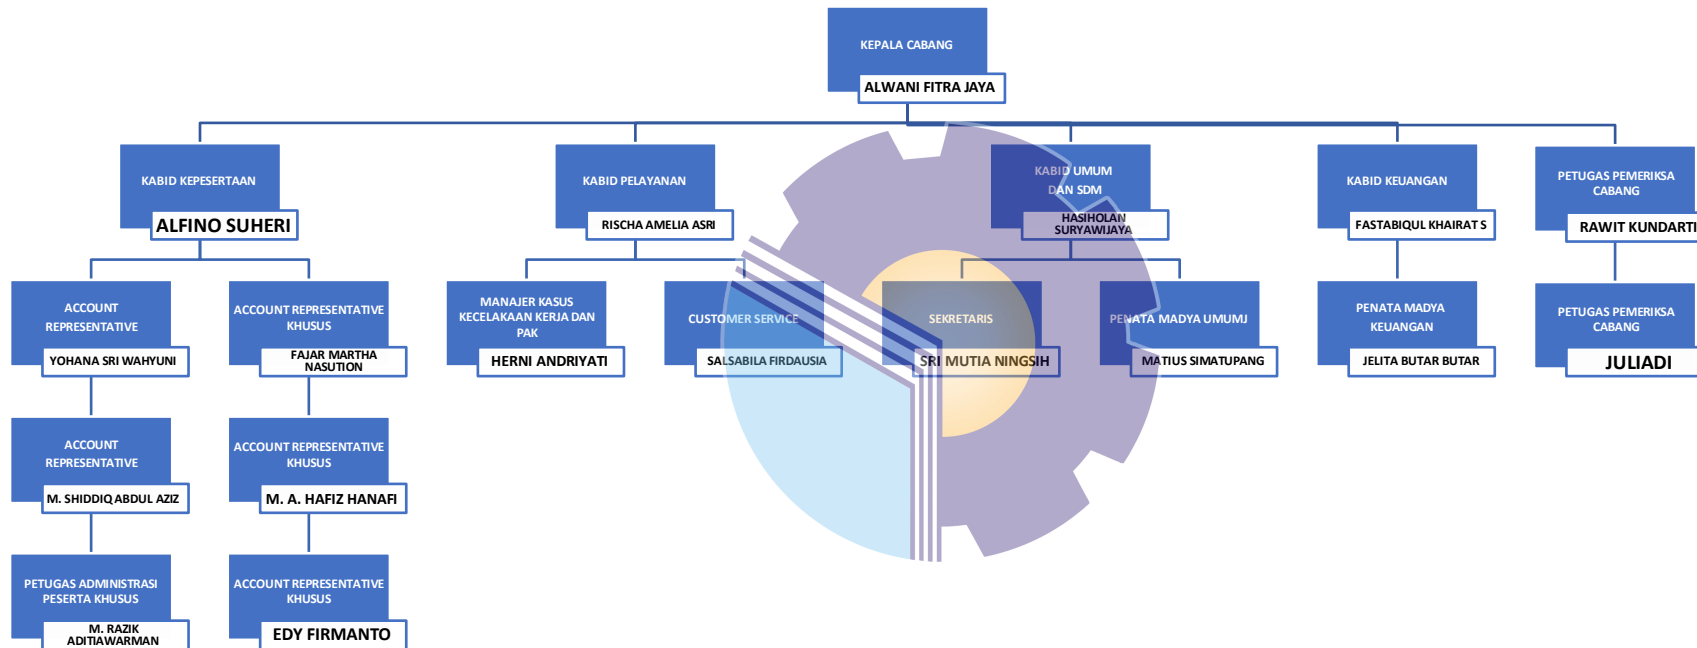 KEPALA CABANG
ALWANI FITRA JAYA
KABID KEPESERTAAN
ALFINO SUHERI
KABID PELAYANAN
RISCHA AMELIA ASRI
KABID UMUM
DAN SDM
HASIHOLAN
SURYAWIJAYA
KABID KEUANGAN
FASTABIQUL KHAIRAT S
PETUGAS PEMERIKSA
CABANG
RAWIT KUNDARTI
ACCOUNT
REPRESENTATIVE
YOHANA SRI WAHYUNI
ACCOUNT REPRESENTATIVE
KHUSUS
FAJAR MARTHA
NASUTION
MANAJER KASUS
KECELAKAAN KERJA DAN
PAK
HERNI ANDRIYATI
CUSTOMER SERVICE
SALSABILA FIRDAUSIA
SEKRETARIS
SRI MUTIA NINGSIH
PENATA MADYA UMUMJ
MATIUS SIMATUPANG
PENATA MADYA
KEUANGAN
JELITA BUTAR BUTAR
PETUGAS PEMERIKSA
CABANG
JULIADI
ACCOUNT
REPRESENTATIVE
M. SHIDDIQ ABDUL AZIZ
ACCOUNT REPRESENTATIVE
KHUSUS
M. A. HAFIZ HANAFI
PETUGAS ADMINISTRASI
PESERTA KHUSUS
M. RAZIK
ADITIAWARMAN
ACCOUNT REPRESENTATIVE
KHUSUS
EDY FIRMANTO